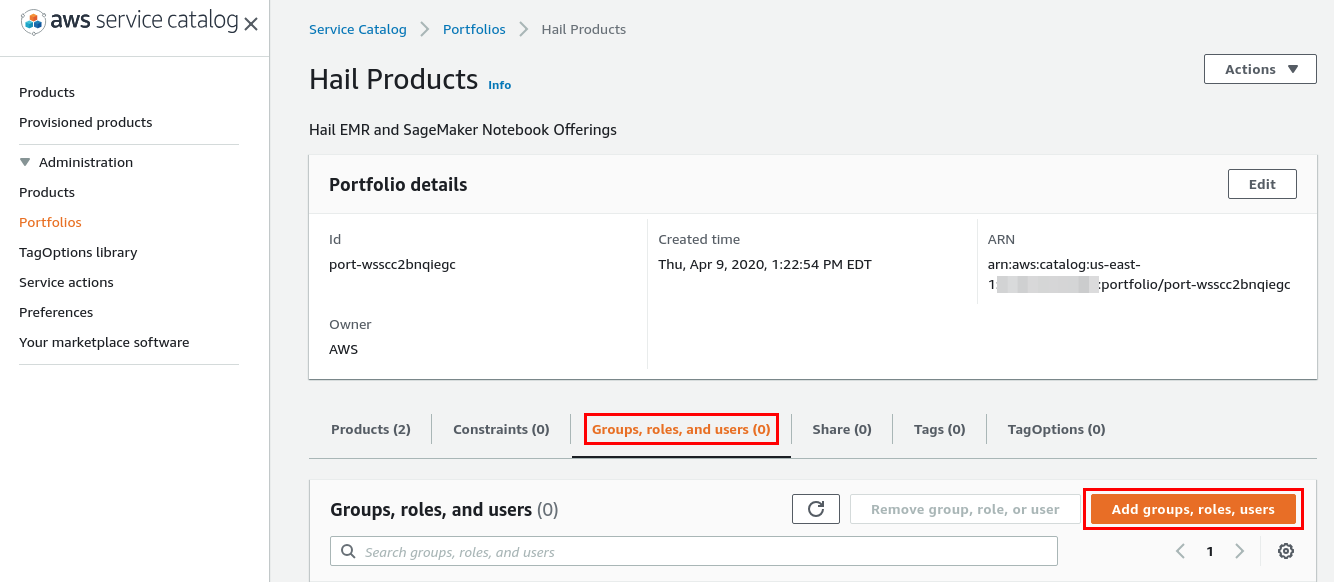 aws service catalog
Products
Provisioned products
Administration
Products
Portfolios
TagOptions library
Service actions
Preferences
Your marketplace software
Service Catalog
Portfolios
Hail Products
Hail Products Info
Actions
Hail EMR and SageMaker Notebook Offerings
Portfolio details
Edit
Id
port-wsscc2bnqiegc
Created time
Thu, Apr 9, 2020, 1:22:54 PM EDT
ARN
arn:aws:catalog:us-east-
1: :portfolio/port-wsscc2bnqiegc
Owner
AWS
Products (2)
Constraints (0)
Groups, roles, and users (0)
Share (0)
Tags (0)
TagOptions (0)
Groups, roles, and users (0)
Remove group, role, or user
Add groups, roles, users
Search groups, roles, and users
1